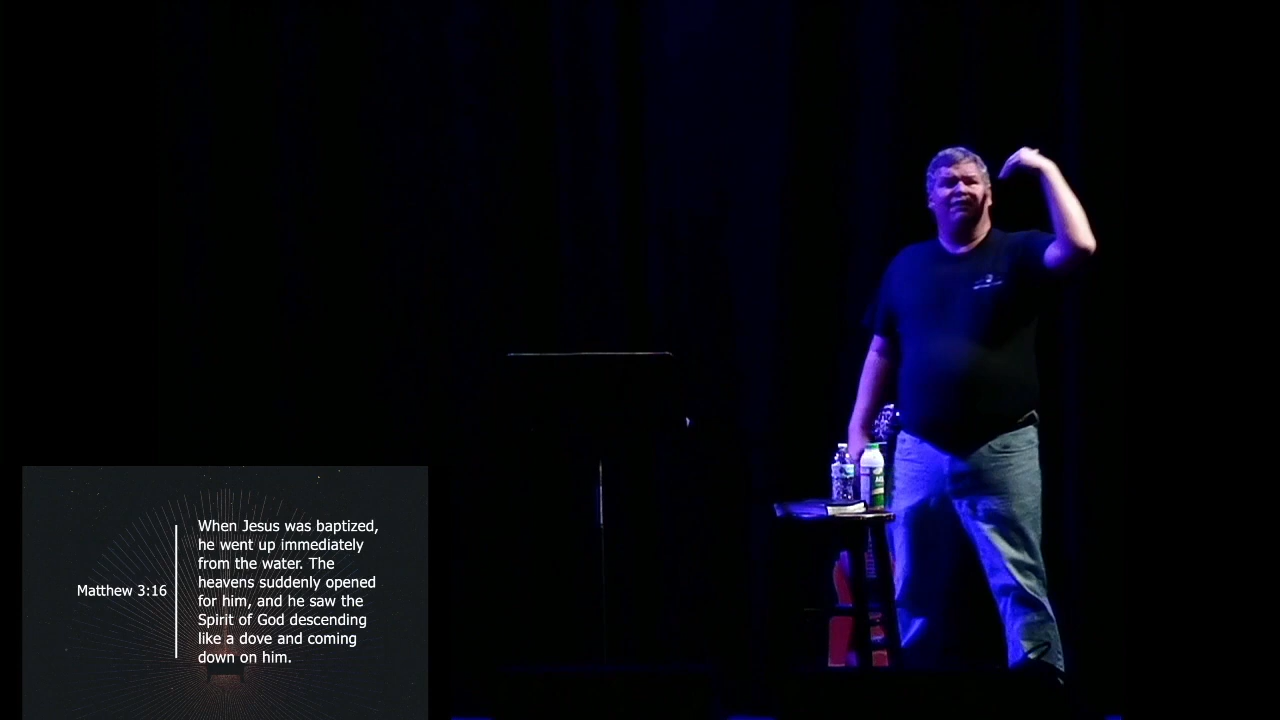 Matthew 3:16
When Jesus was baptized,
he went up immediately
from the water. The
heavens suddenly opened
for him, and he saw the
Spirit of God descending
like a dove and coming
down on him.